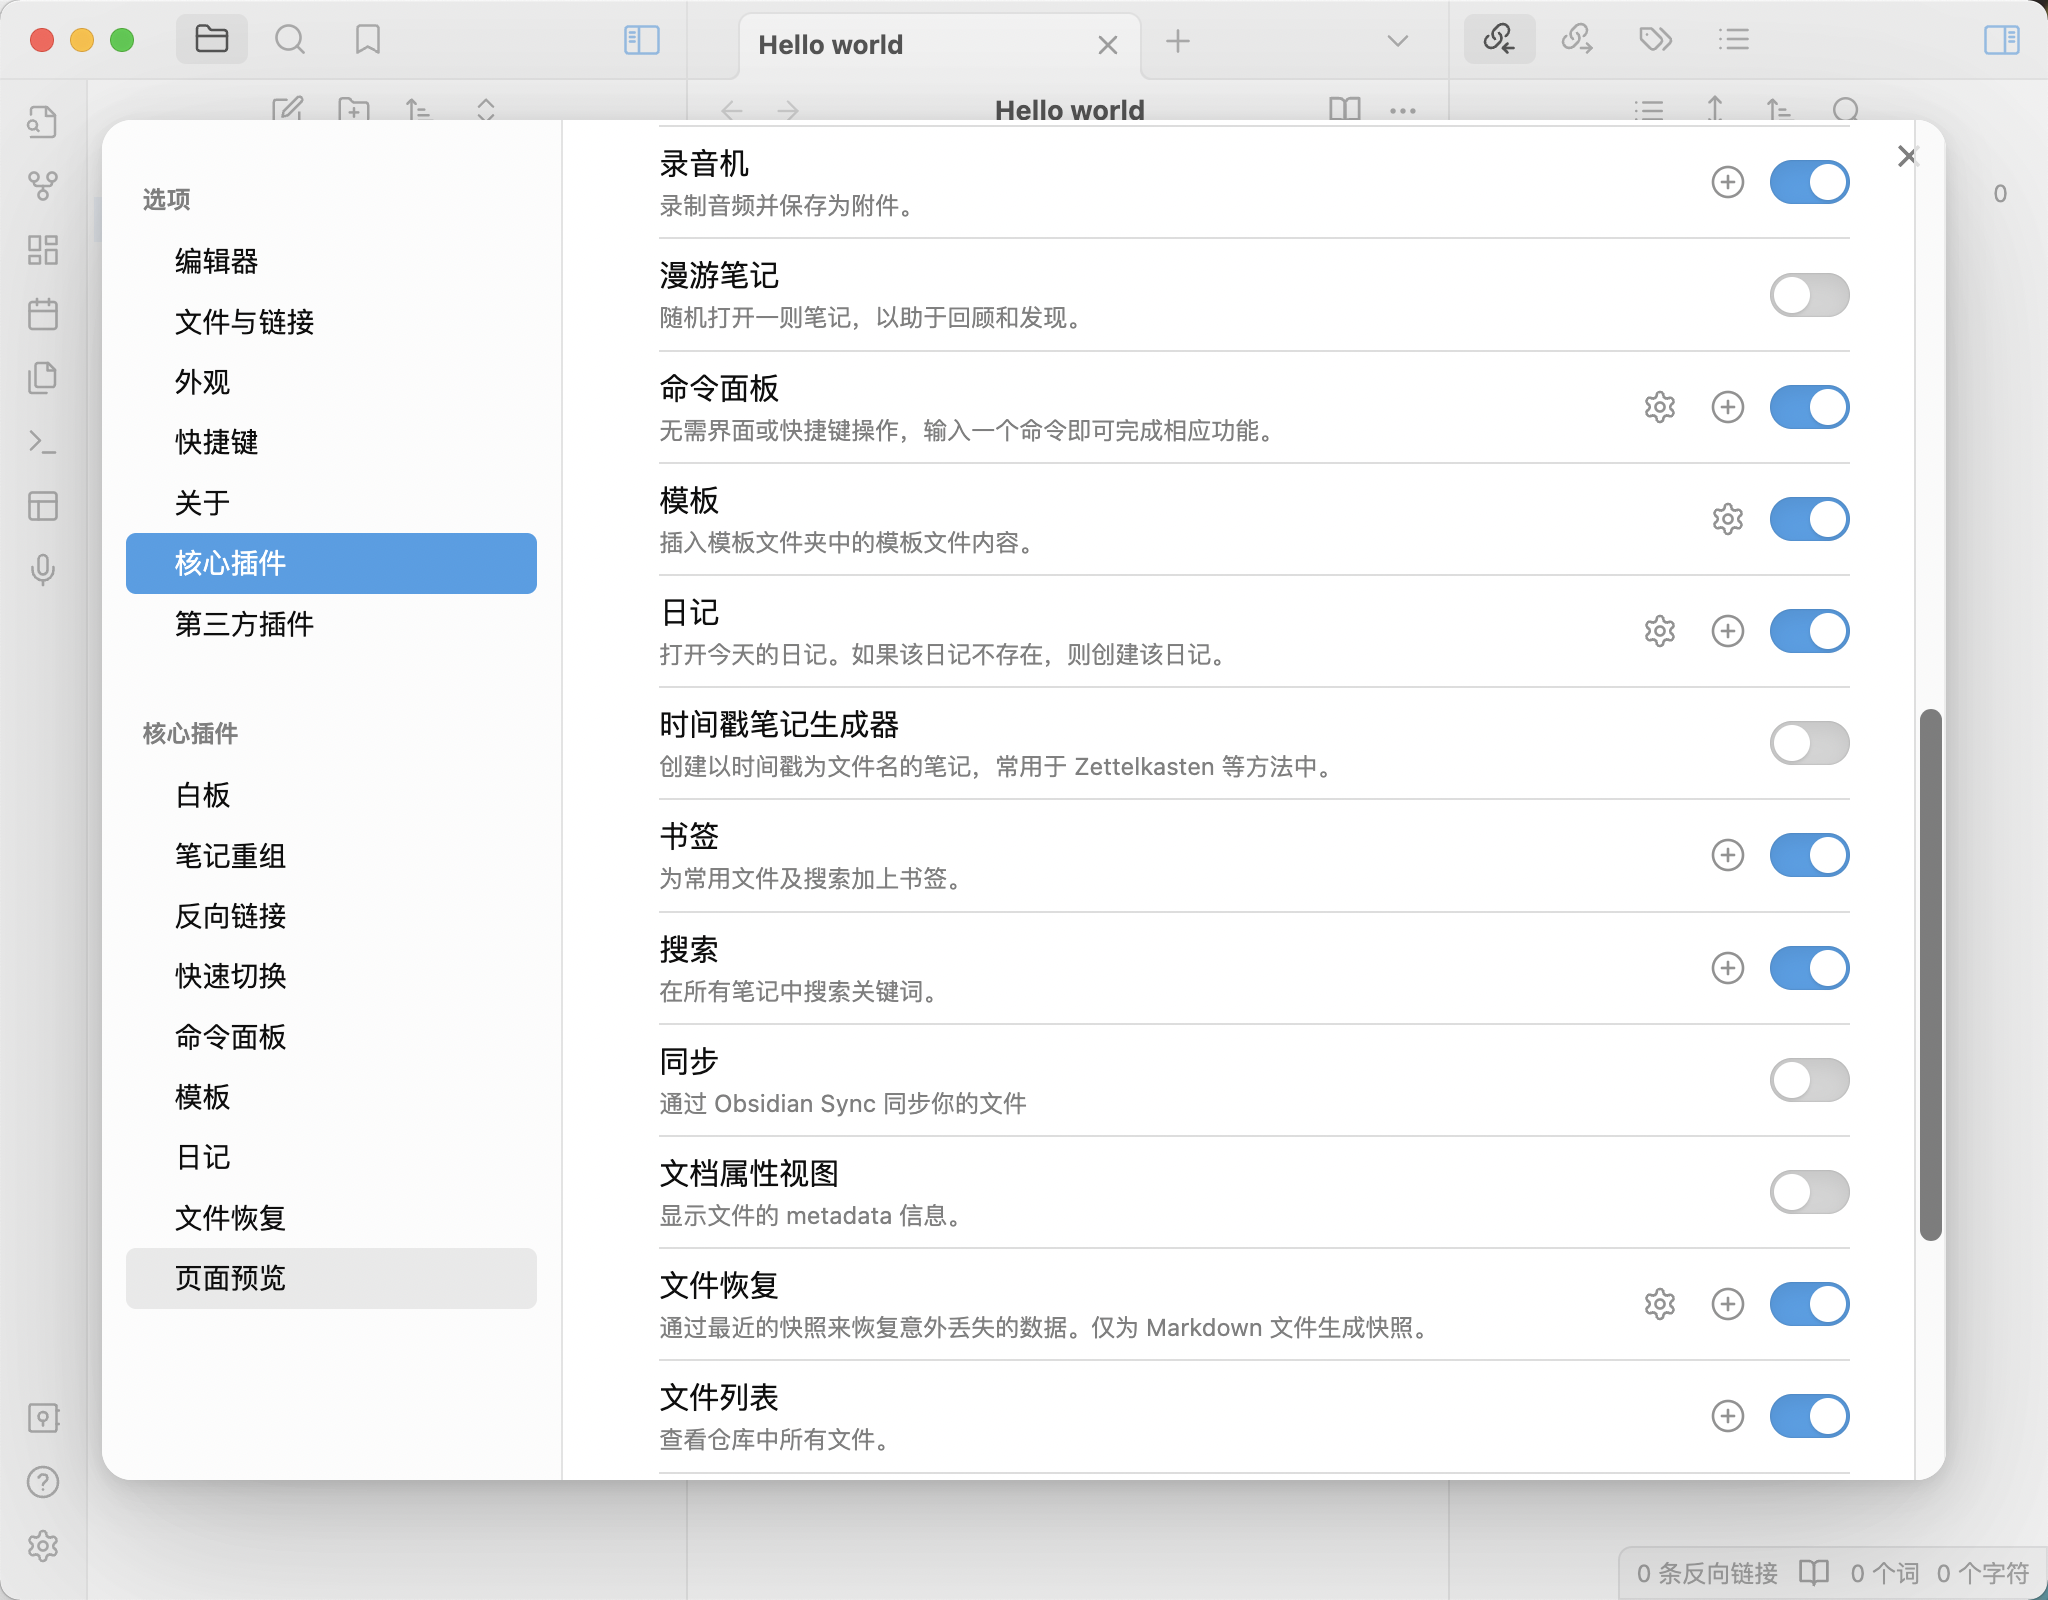 Hello world
Hello world
0
选项
编辑器
文件与链接
外观
快捷键
关于
核心插件
第三方插件
核心插件
白板
笔记重组
反向链接
快速切换
命令面板
模板
日记
文件恢复
页面预览
录音机
录制音频并保存为附件。
漫游笔记
随机打开一则笔记，以助于回顾和发现。
命令面板
无需界面或快捷键操作，输入一个命令即可完成相应功能。
模板
插入模板文件夹中的模板文件内容。
日记
打开今天的日记。如果该日记不存在，则创建该日记。
时间戳笔记生成器
创建以时间戳为文件名的笔记，常用于 Zettelkasten 等方法中。
书签
为常用文件及搜索加上书签。
搜索
在所有笔记中搜索关键词。
同步
通过 Obsidian Sync 同步你的文件
文档属性视图
显示文件的 metadata 信息。
文件恢复
通过最近的快照来恢复意外丢失的数据。仅为 Markdown 文件生成快照。
文件列表
查看仓库中所有文件。
0 条反向链接 0 个词 0 个字符